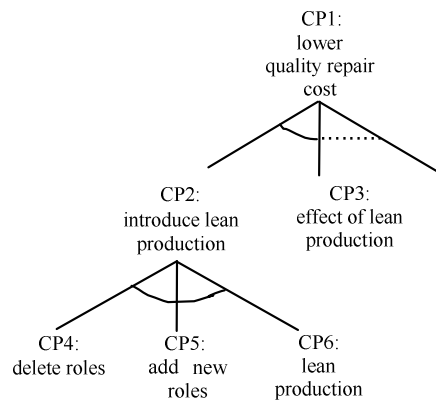 CP1:
lower
quality repair
cost
CP2:
introduce lean
production
CP3:
effect of lean
production
CP4:
delete roles
CP5:
add new
roles
CP6:
lean
production